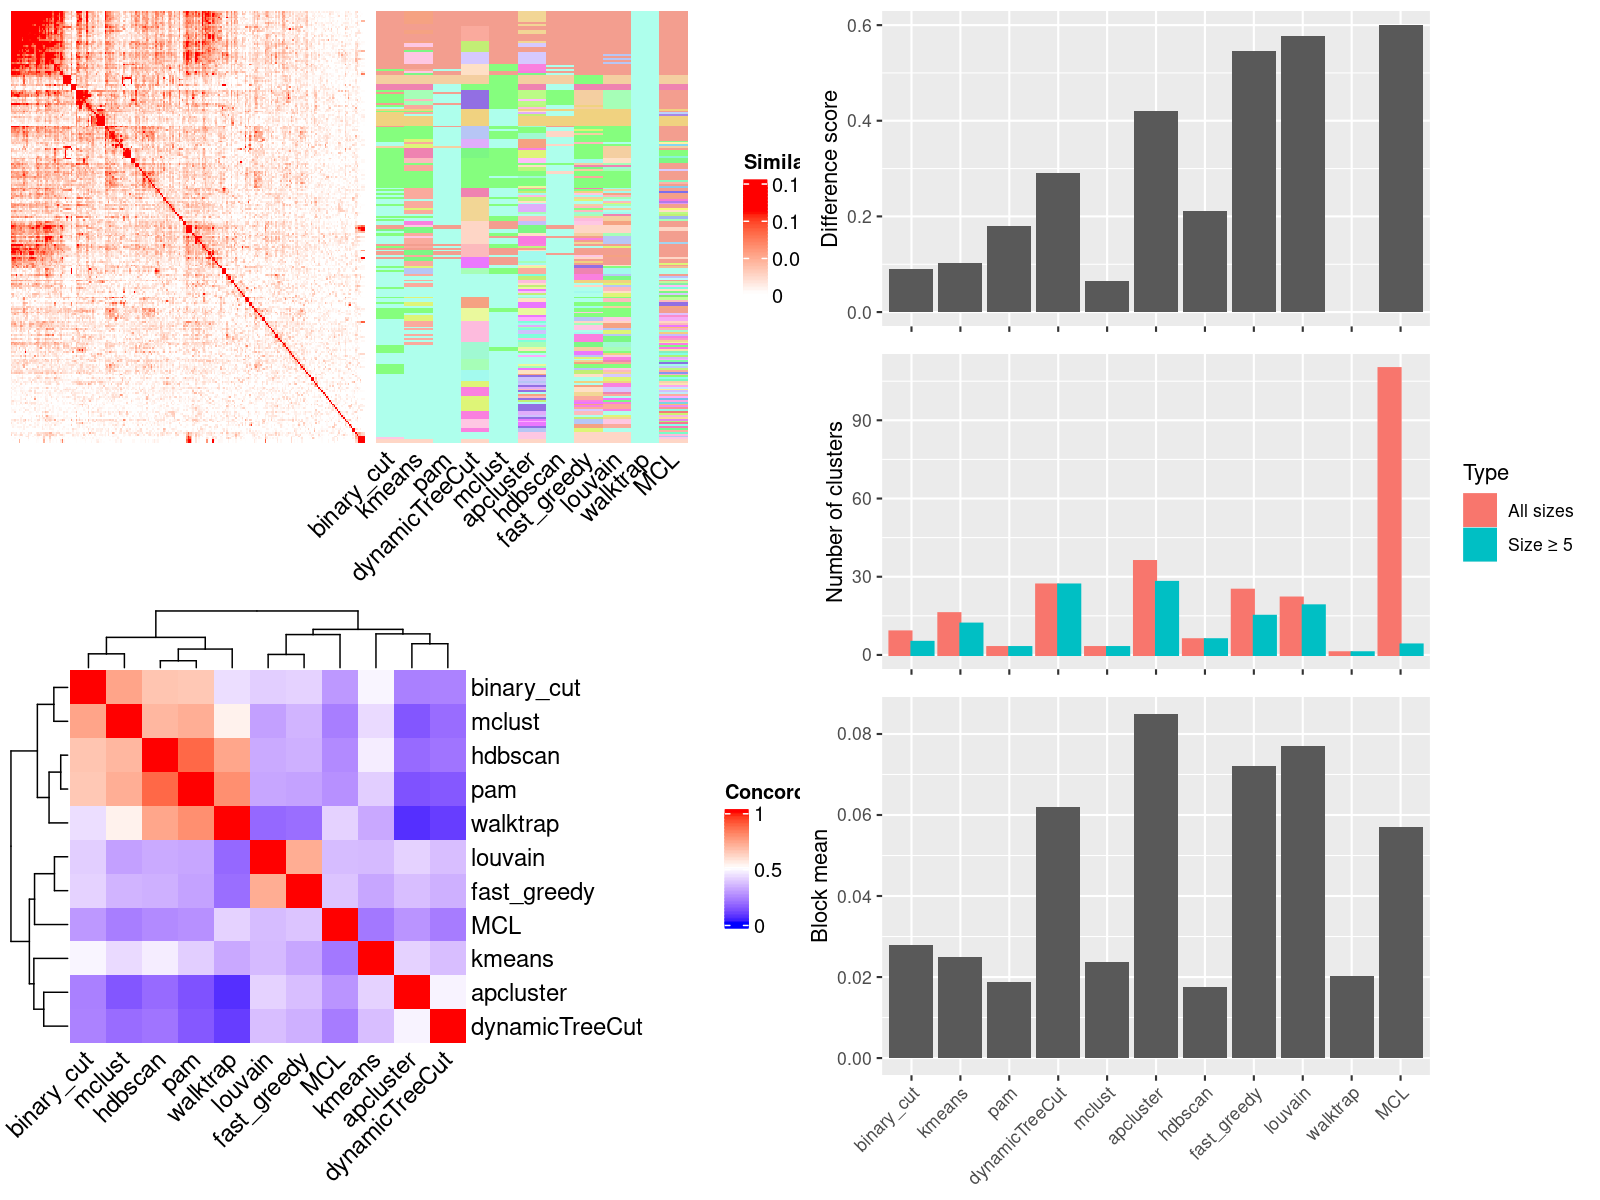 Simila
0.1
0.1
0.0
0
binary_cut
kmeans
pam
dynamicTreeCut
mclust
apcluster
hdbscan
fast_greedy
louvain
walktrap
MCL
binary_cut
mclust
hdbscan
pam
walktrap
louvain
fast_greedy
MCL
kmeans
apcluster
dynamicTreeCut
binary_cut
mclust
hdbscan
pam
walktrap
louvain
fast_greedy
MCL
kmeans
apcluster
dynamicTreeCut
Concord
1
0.5
0
Difference score
0.6
0.4
0.2
0.0
Number of clusters
90
60
30
0
Type
All sizes
Size ≥ 5
Block mean
0.08
0.06
0.04
0.02
0.00
binary_cut
kmeans
pam
dynamicTreeCut
mclust
apcluster
hdbscan
fast_greedy
louvain
walktrap
MCL